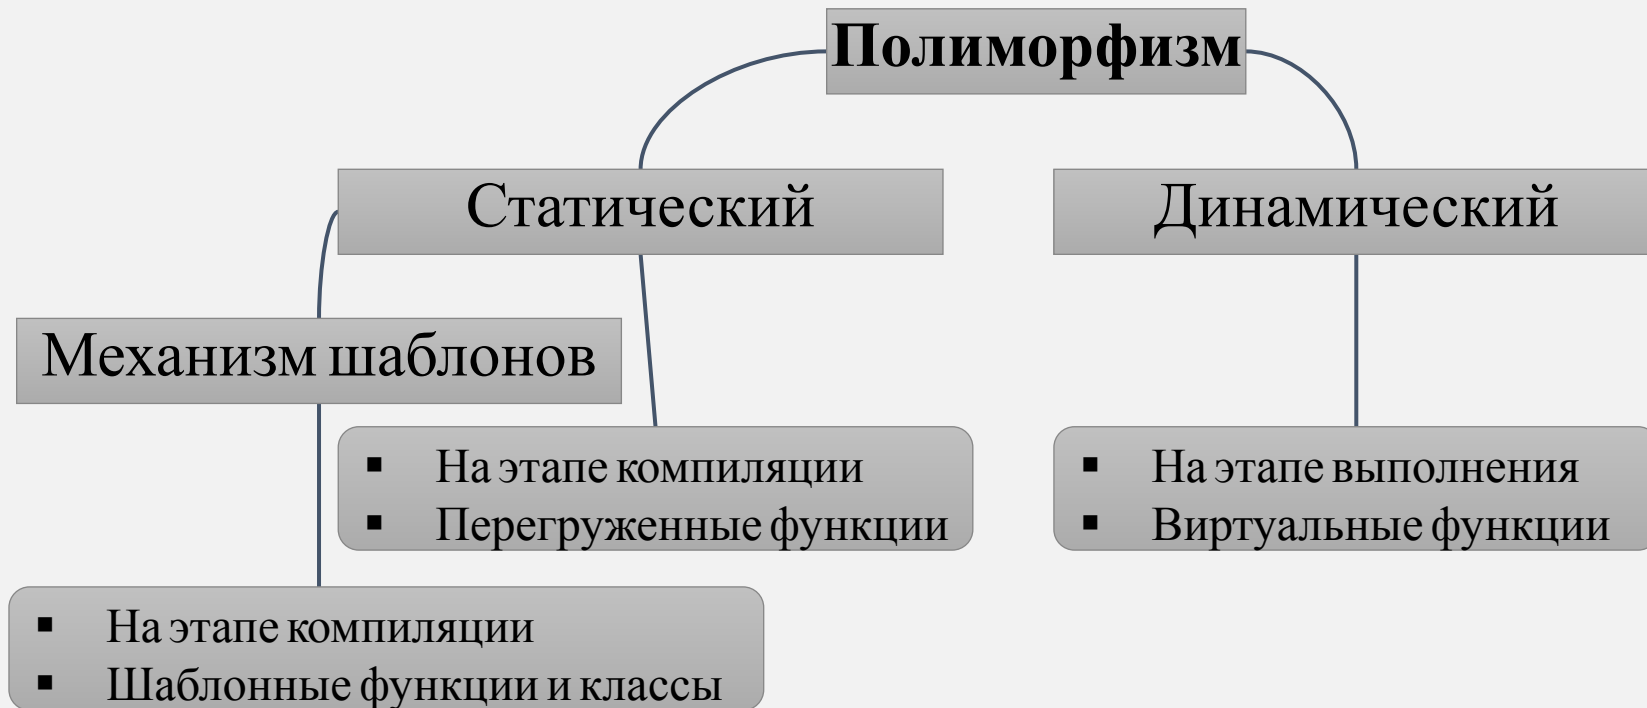 Полиморфизм
Статический
Динамический
Механизм шаблонов
На этапе компиляции
Перегруженные функции
На этапе выполнения
Виртуальные функции
На этапе компиляции
Шаблонные функции и классы